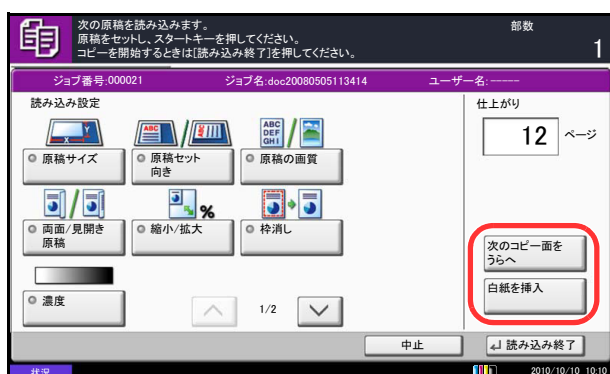 次の原稿を読み込みます。
原稿をセットし、スタートキーを押してください。
コピーを開始するときは[読み込み終了]を押してください。
部数
1
ジョブ番号:000021 ジョブ名:doc20080505113414 ユーザー名:-----
読み込み設定
仕上がり
12 ページ
ABC
ABC
DEF
GHI
原稿サイズ
原稿セット
向き
原稿の画質
%
両面/見開き
原稿
縮小/拡大
枠消し
次のコピー面を
うらへ
白紙を挿入
濃度
1/2
中止
読み込み終了
状況
2010/10/10 10:10